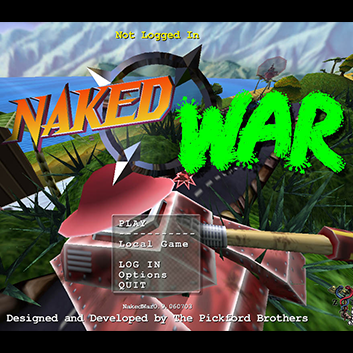 Not Logged In
NAKED
WAR
PLAY
Local Game
LOG IN
Options
QUIT
Designed and Developed by The Pickford Brothers